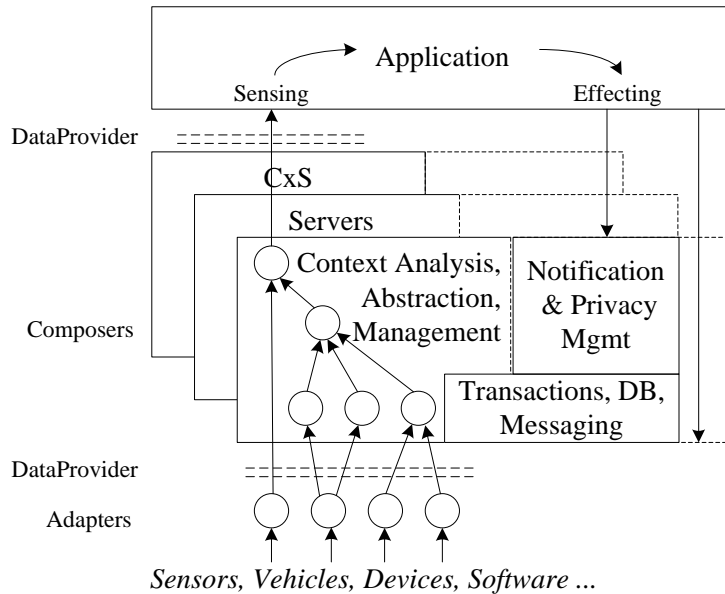 Application
Sensing
Effecting
DataProvider
CxS
Servers
Context Analysis,
Abstraction,
Management
Notification
& Privacy
Mgmt
Composers
Transactions, DB,
Messaging
DataProvider
Adapters
Sensors, Vehicles, Devices, Software ...